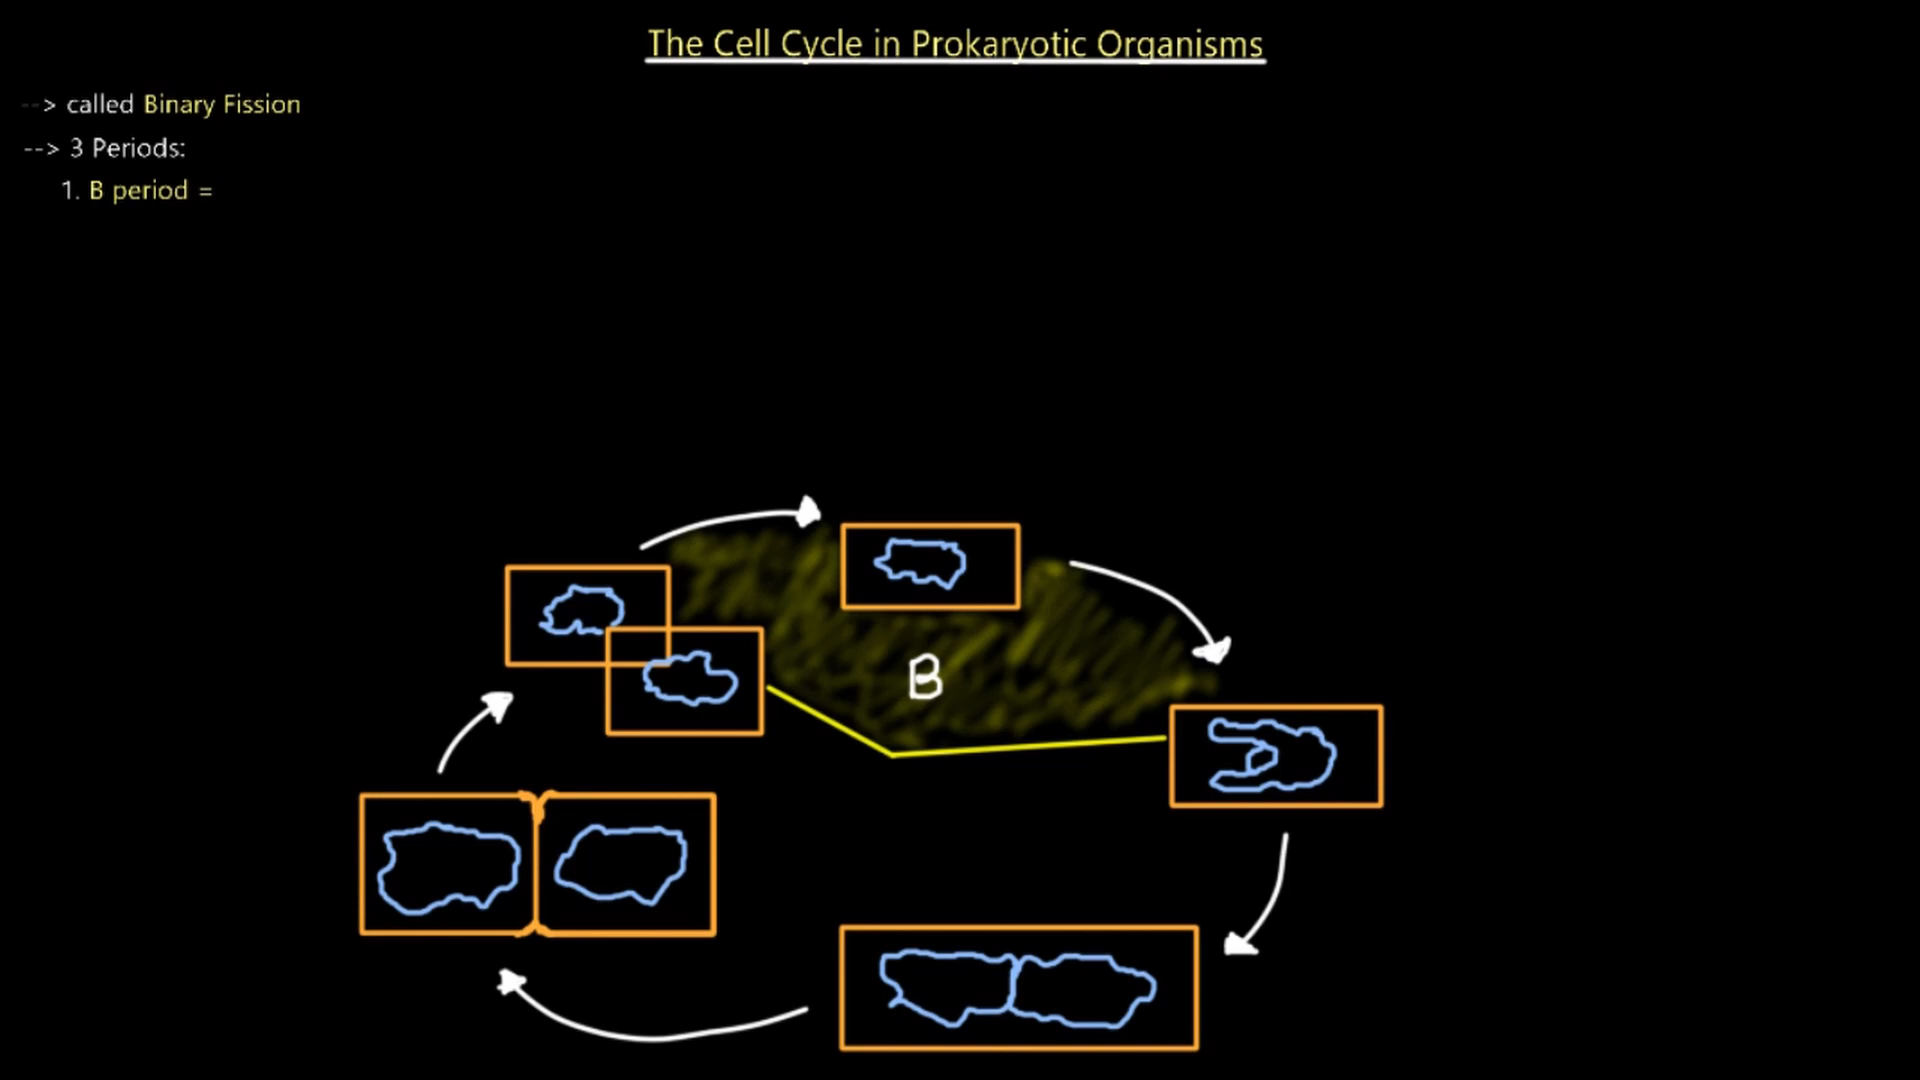 The Cell Cycle in Prokaryotic Organisms
--> called Binary Fission
--> 3 Periods:
1. B period =
B